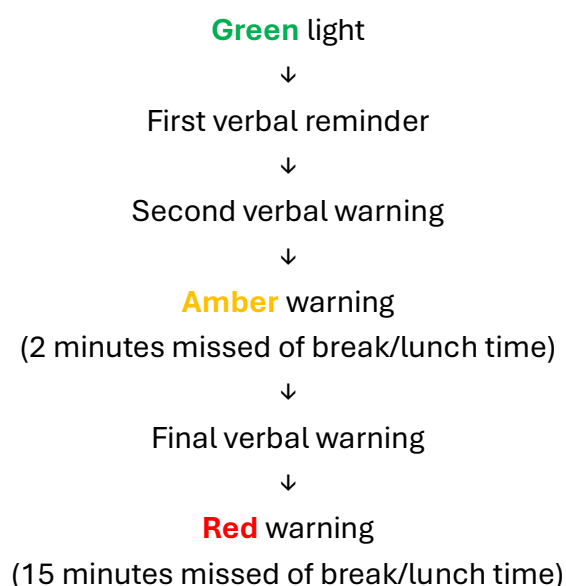 Green light
↓
First verbal reminder
↓
Second verbal warning
↓
Amber warning
(2 minutes missed of break/lunch time)
↓
Final verbal warning
↓
Red warning
(15 minutes missed of break/lunch time)